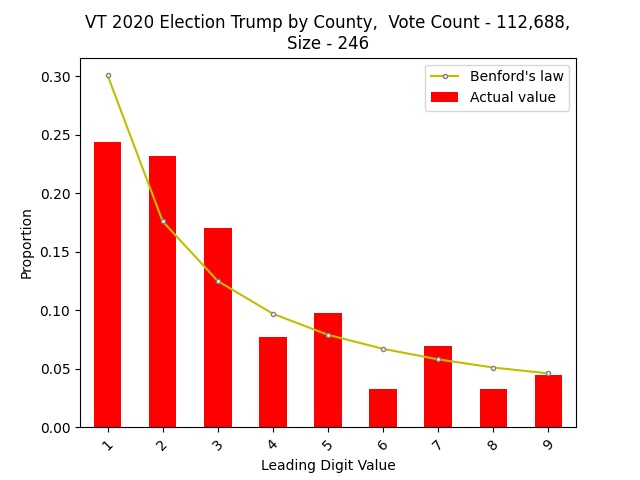 VT 2020 Election Trump by County,  Vote Count - 112,688,
Size - 246
Benford's law
Actual value
Proportion
0.30
0.25
0.20
0.15
0.10
0.05
0.00
1 2 3 4 5 6 7 8 9
Leading Digit Value